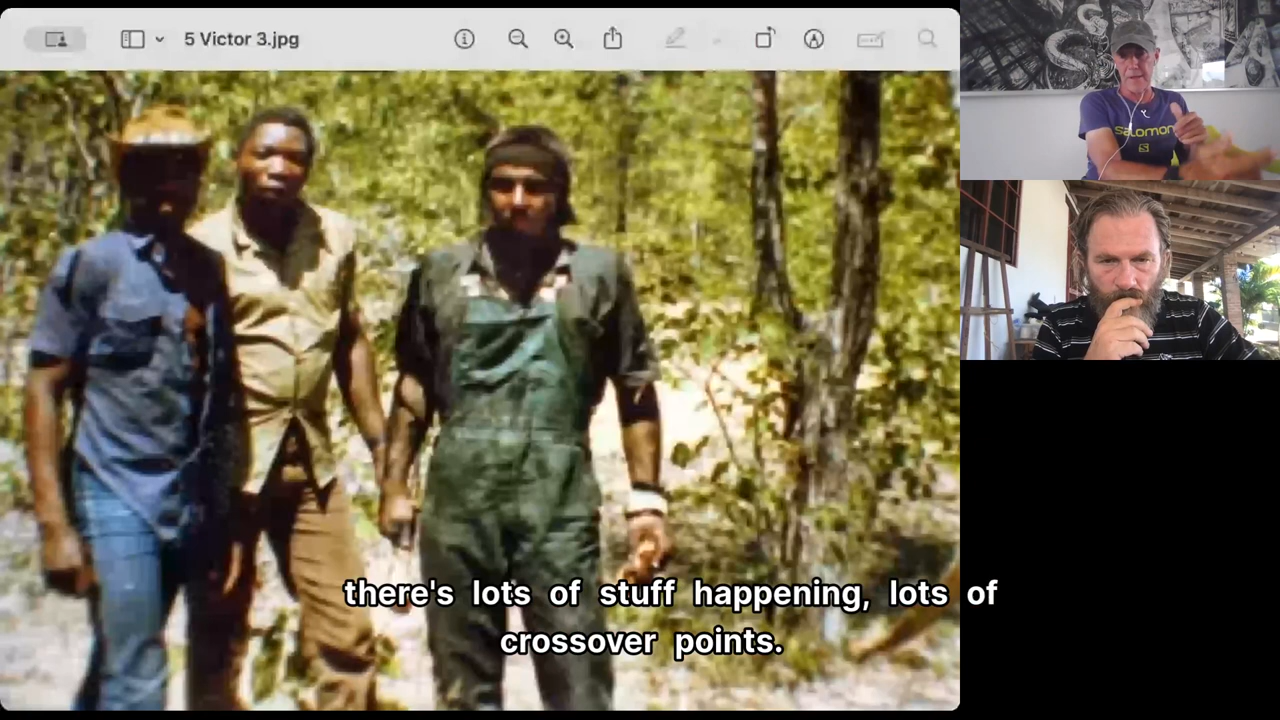 5 Victor 3.jpg
salomon
S
there's lots of stuff happening, lots of
crossover points.